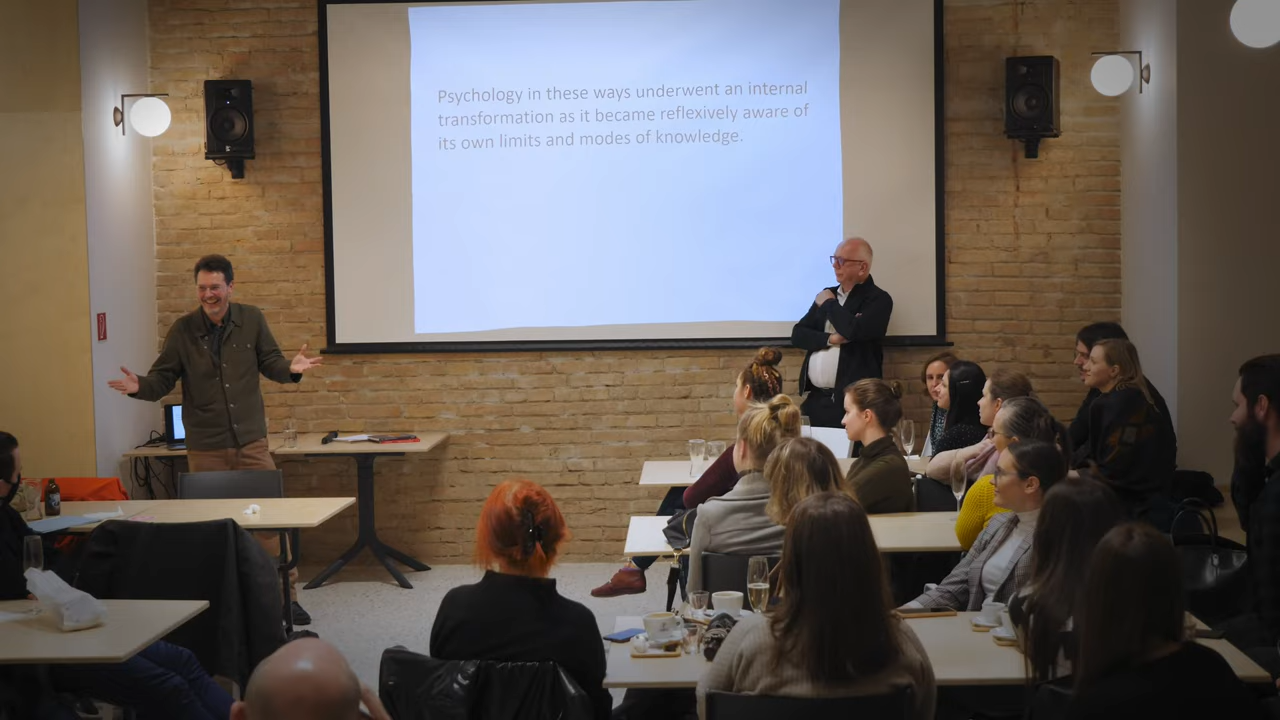 Psychology in these ways underwent an internal
transformation as it became reflexively aware of
its own limits and modes of knowledge.